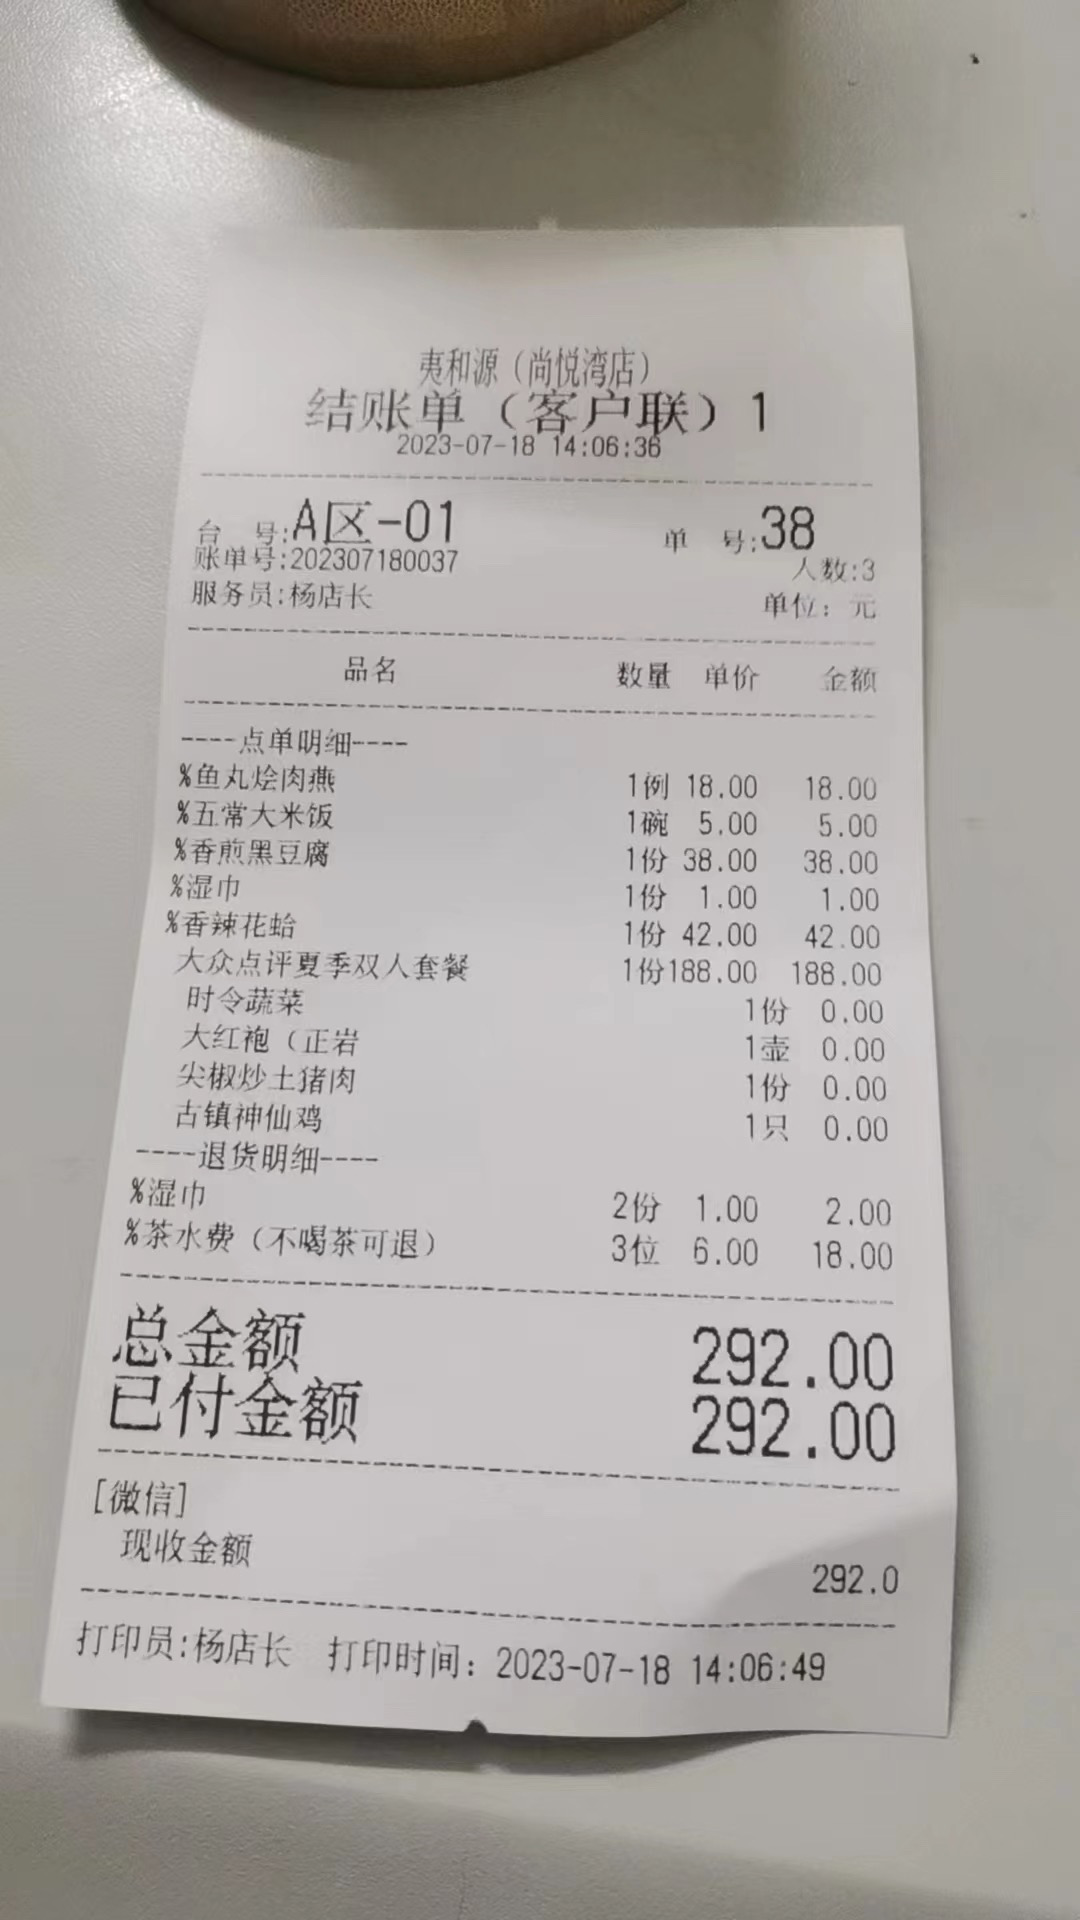 夷和源（尚悦湾店）
结账单（客户联）1
2023-07-18 14:06:36
台 号:A区-01 单 号:38
账单号:202307180037 人数:3
服务员:杨店长 单位：元
品名 数量 单价 金额
----点单明细----
%鱼丸烩肉燕 1例 18.00 18.00
%五常大米饭 1碗 5.00 5.00
%香煎黑豆腐 1份 38.00 38.00
%湿巾 1份 1.00 1.00
%香辣花蛤 1份 42.00 42.00
大众点评夏季双人套餐 1份188.00 188.00
时令蔬菜 1份 0.00
大红袍（正岩 1壶 0.00
尖椒炒土猪肉 1份 0.00
古镇神仙鸡 1只 0.00
----退货明细----
%湿巾 2份 1.00 2.00
%茶水费（不喝茶可退） 3位 6.00 18.00
总金额 292.00
已付金额 292.00
[微信]
现收金额 292.0
打印员:杨店长 打印时间：2023-07-18 14:06:49